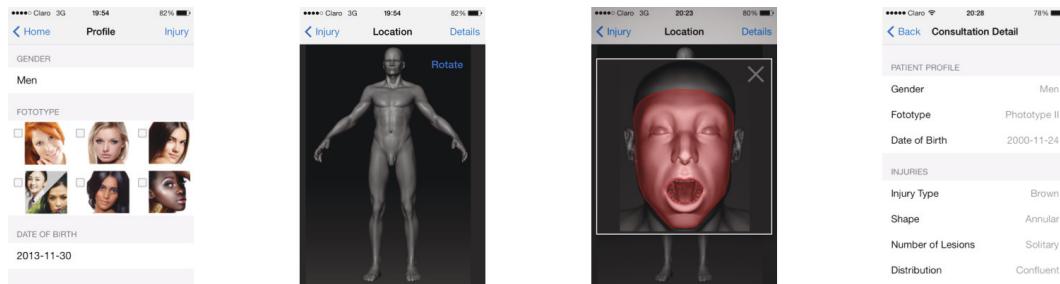 Claro 3G 19:54 82%
Home Profile Injury
GENDER
Men
FOTOTYPE
DATE OF BIRTH
2013-11-30
Claro 3G 19:54 82%
Injury Location Details
Rotate
Claro 3G 20:23 80%
Injury Location Details
Claro 20:28 78%
Back Consultation Detail
PATIENT PROFILE
Gender Men
Fototype Phototype II
Date of Birth 2000-11-24
INJURIES
Injury Type Brown
Shape Annular
Number of Lesions Solitary
Distribution Confluent